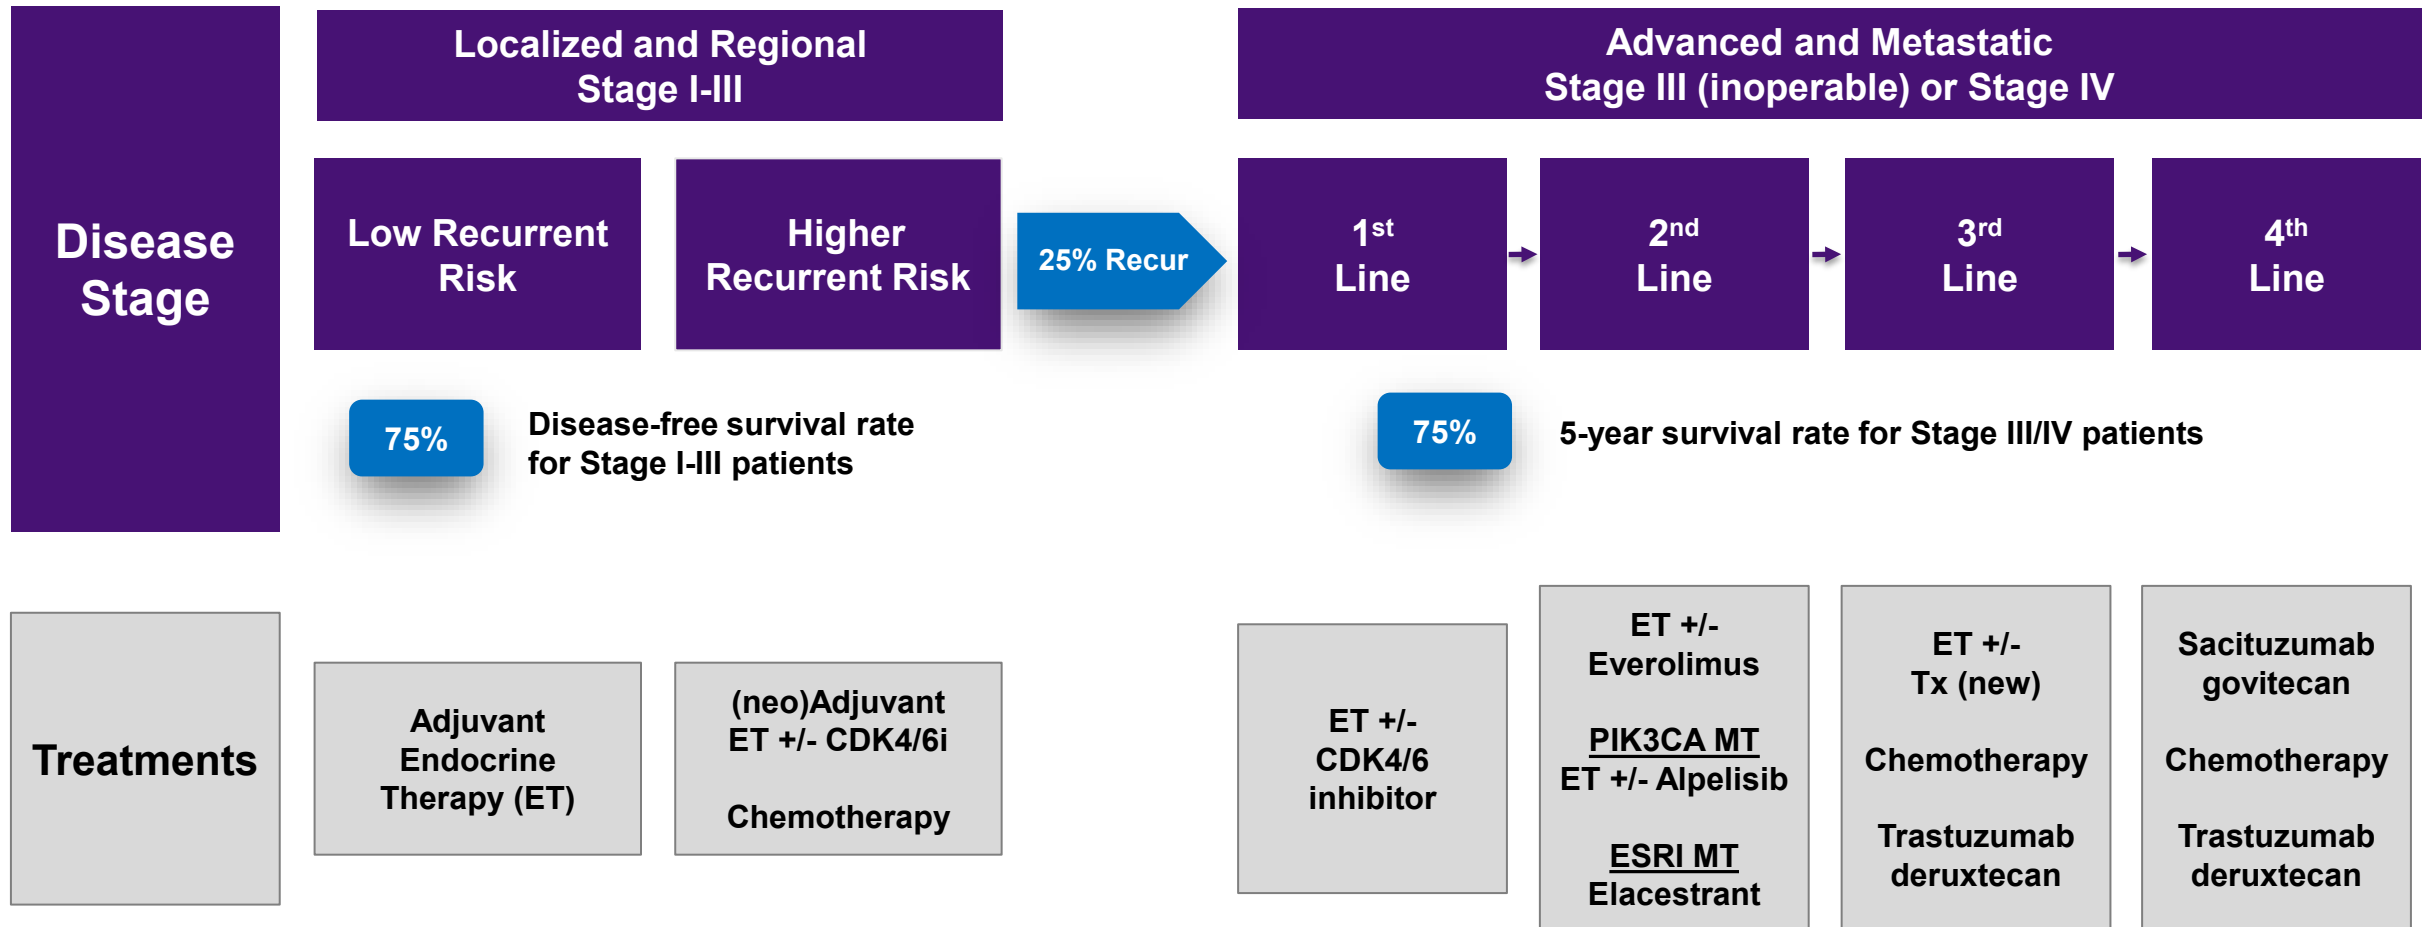 Disease
Stage
Localized and Regional
Stage I-III
Advanced and Metastatic
Stage III (inoperable) or Stage IV
Low Recurrent
Risk
Higher
Recurrent Risk
25% Recur
1st
Line
2nd
Line
3rd
Line
4th
Line
75%
Disease-free survival rate
for Stage I-III patients
75%
5-year survival rate for Stage III/IV patients
Treatments
Adjuvant
Endocrine
Therapy (ET)
(neo)Adjuvant
ET +/- CDK4/6i
Chemotherapy
ET +/-
CDK4/6
inhibitor
ET +/-
Everolimus
PIK3CA MT
ET +/- Alpelisib
ESRI MT
Elacestrant
ET +/-
Tx (new)
Chemotherapy
Trastuzumab
deruxtecan
Sacituzumab
govitecan
Chemotherapy
Trastuzumab
deruxtecan